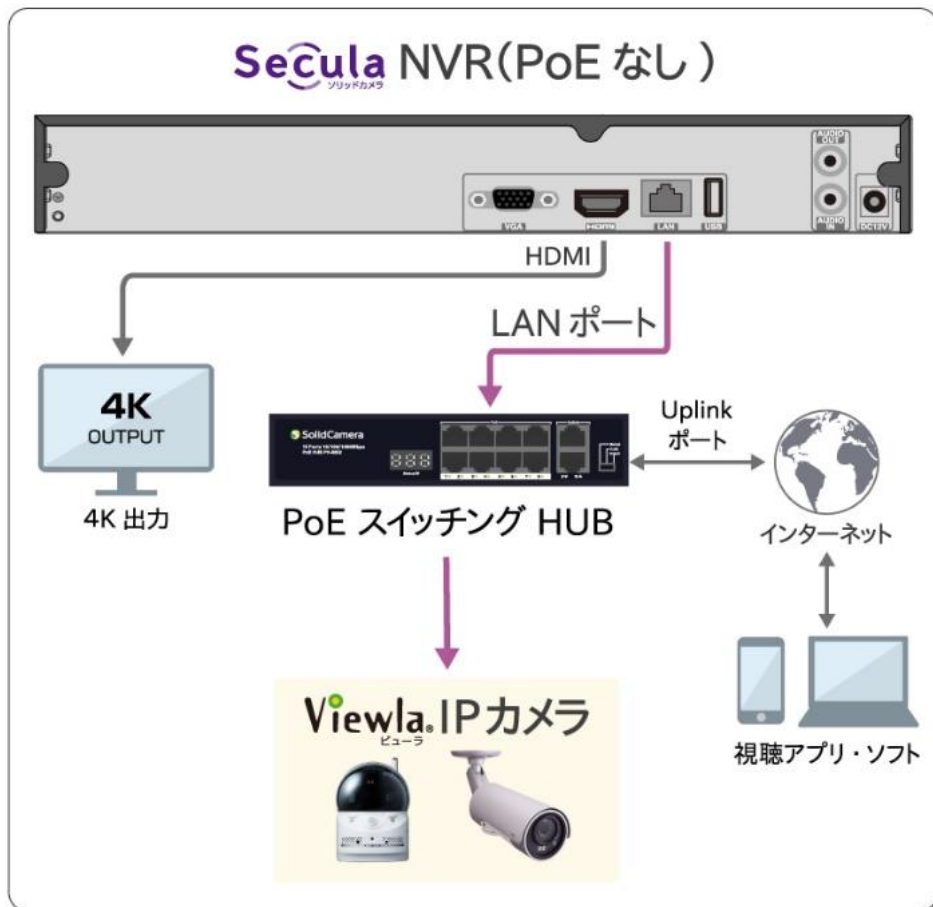 Secula NVR(PoE なし)
ソリッドカメラ
AUDIO OUT
AUDIO IN
VGA
HDMI
LAN
USB
DC12V
HDMI
LAN ポート
4K
OUTPUT
4K 出力
SolidCamera
PoE スイッチング HUB
Uplink
ポート
インターネット
Viewla® IPカメラ
ビューラ
視聴アプリ・ソフト